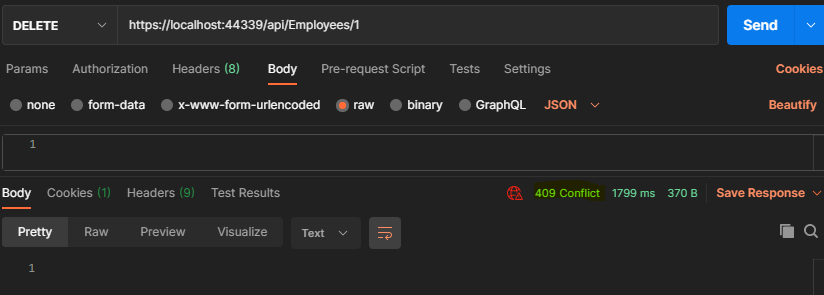 DELETE https://localhost:44339/api/Employees/1 Send
Params Authorization Headers (8) Body Pre-request Script Tests Settings Cookies
none form-data x-www-form-urlencoded raw binary GraphQL JSON Beautify
1
Body Cookies (1) Headers (9) Test Results 409 Conflict 1799 ms 370 B Save Response
Pretty Raw Preview Visualize Text
1